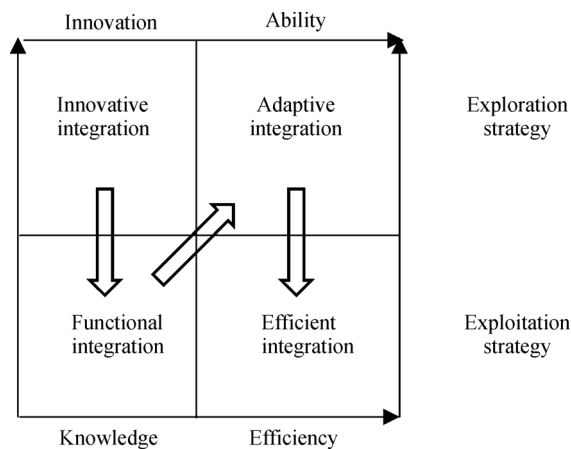 Innovation
Ability
Innovative
integration
Adaptive
integration
Exploration
strategy
Functional
integration
Efficient
integration
Exploitation
strategy
Knowledge
Efficiency